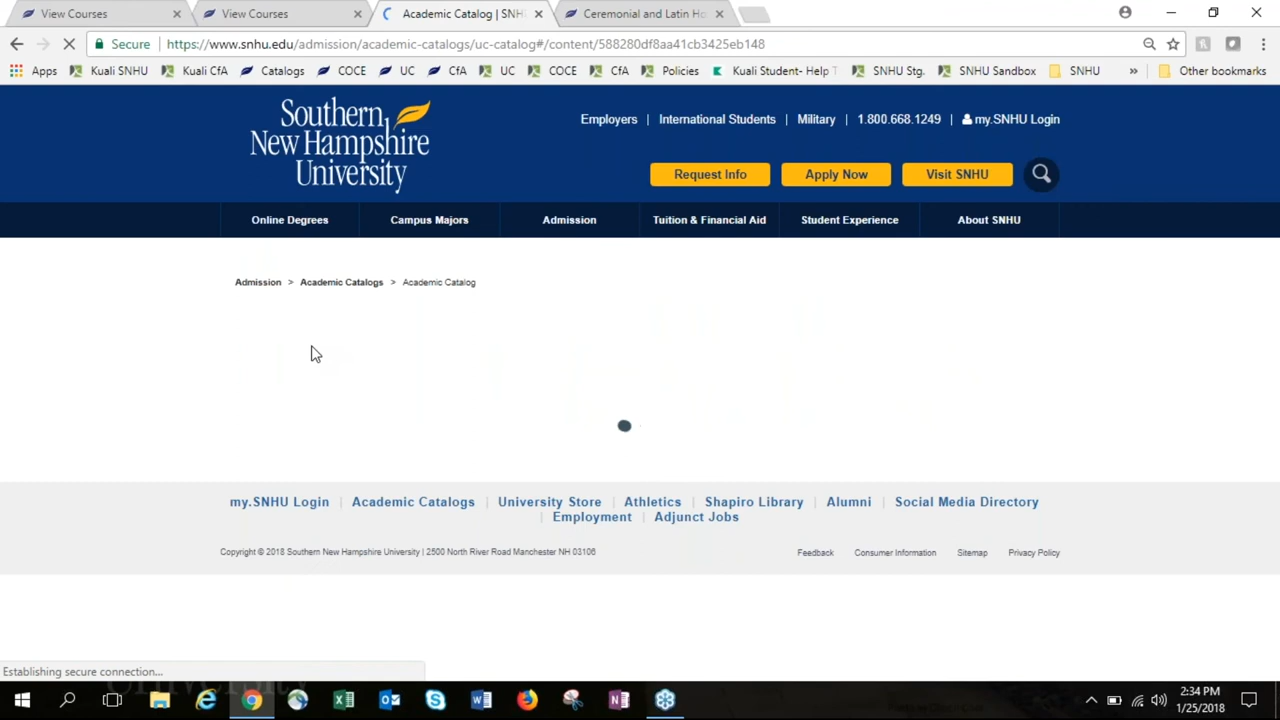 View Courses
View Courses
Academic Catalog | SNH
Ceremonial and Latin Ho
Secure
https://www.snhu.edu/admission/academic-catalogs/uc-catalog#/content/588280df8aa41cb3425eb148
Apps
Kuali SNHU
Kuali CfA
Catalogs
COCE
UC
CfA
UC
COCE
CfA
Policies
Kuali Student- Help T
SNHU Stg.
SNHU Sandbox
SNHU
»
Other bookmarks
Southern
New Hampshire
University
Employers | International Students | Military | 1.800.668.1249 | my.SNHU Login
Request Info
Apply Now
Visit SNHU
Online Degrees
Campus Majors
Admission
Tuition & Financial Aid
Student Experience
About SNHU
Admission > Academic Catalogs > Academic Catalog
my.SNHU Login | Academic Catalogs | University Store | Athletics | Shapiro Library | Alumni | Social Media Directory
| Employment | Adjunct Jobs
Copyright © 2018 Southern New Hampshire University | 2500 North River Road Manchester NH 03106
Feedback
Consumer Information
Sitemap
Privacy Policy
Establishing secure connection...
University
2:34 PM
1/25/2018